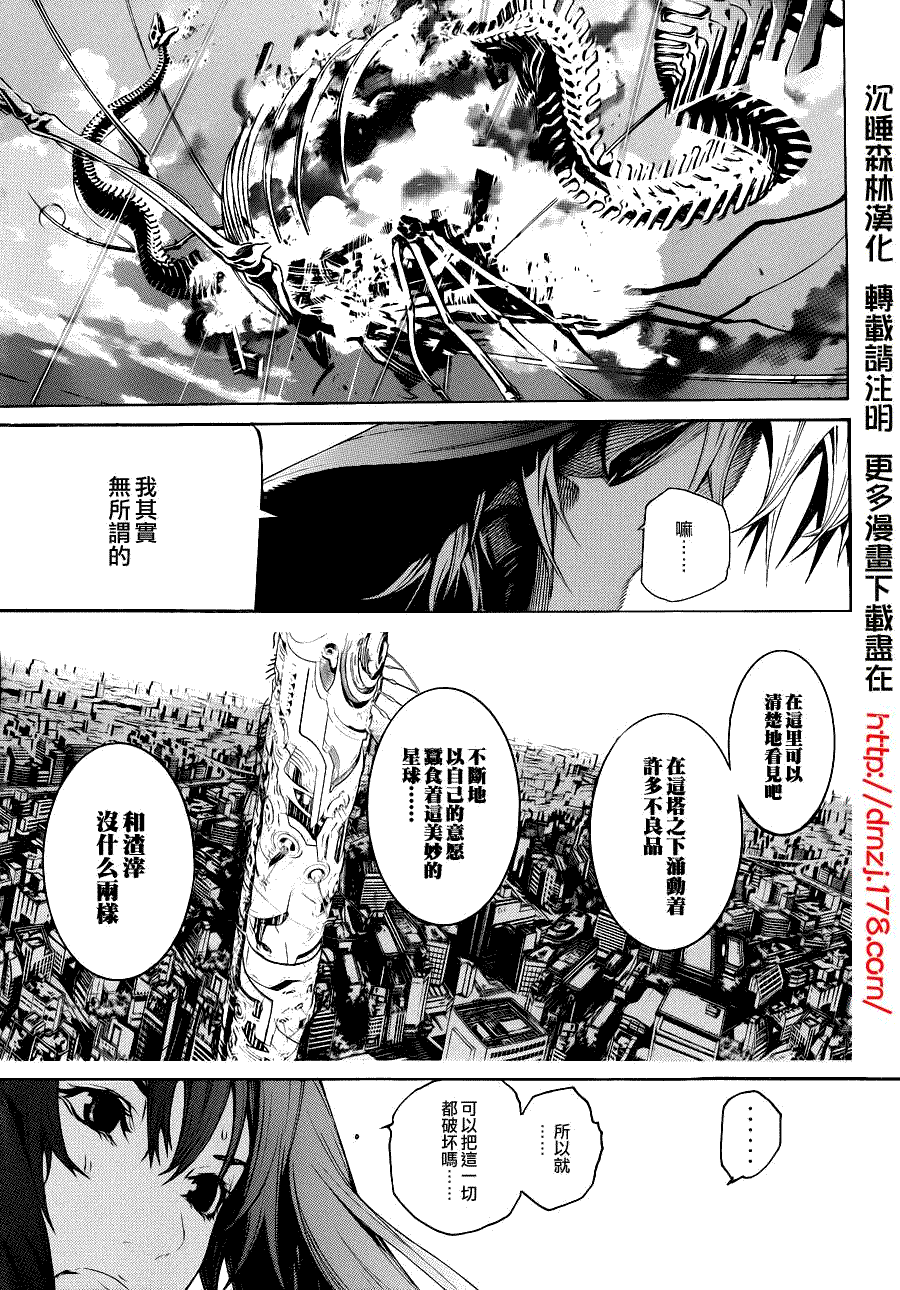 嘛
……
我其實
無所謂的
在這里可以
清楚地看見吧
在這塔之下涌動着
許多不良品
不斷地
以自己的意愿
蠶食着這美妙的
星球……
和渣滓
沒什么兩樣
……
所以就
……
可以把這一切
都破坏嗎……
沉睡森林漢化 轉載請注明 更多漫畫下載盡在 http://dmzj.178.com/